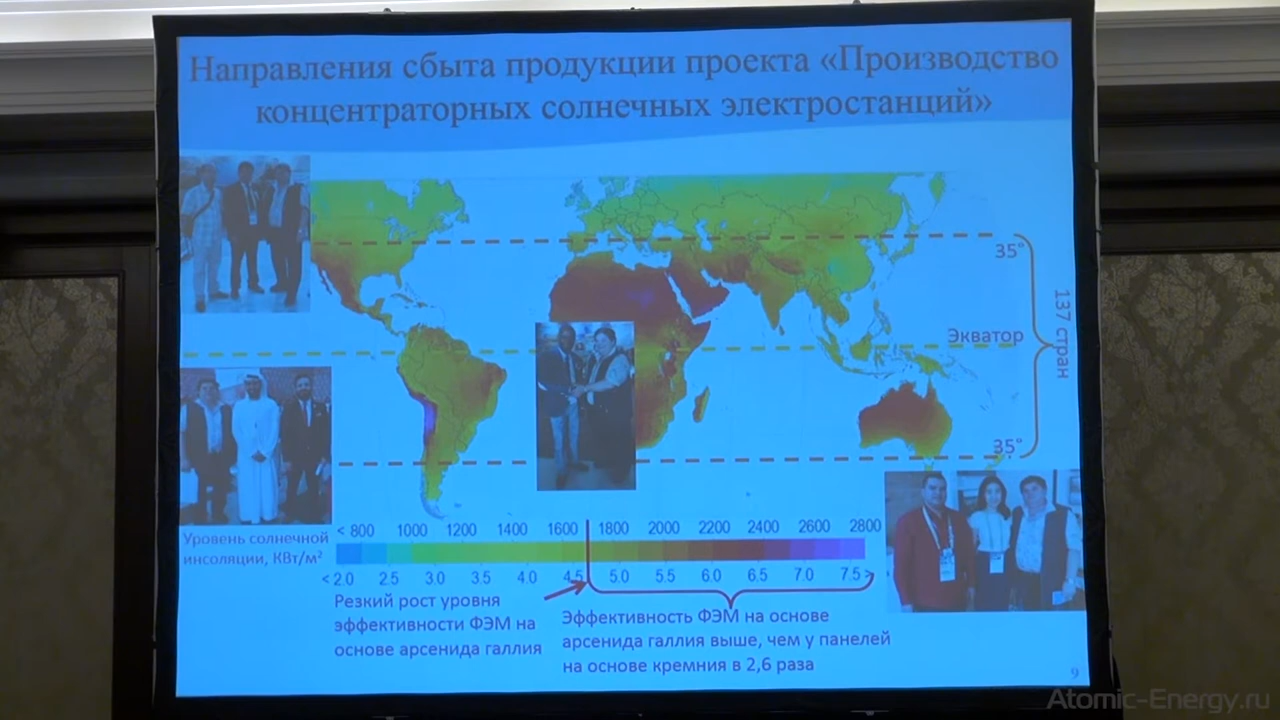 Направления сбыта продукции проекта «Производство
концентраторных солнечных электростанций»
35°
Экватор
137 стран
35°
Уровень солнечной
инсоляции, КВт/м²
< 800 1000 1200 1400 1600 1800 2000 2200 2400 2600 2800
< 2.0 2.5 3.0 3.5 4.0 4.5 5.0 5.5 6.0 6.5 7.0 7.5 >
Резкий рост уровня
эффективности ФЭМ на
основе арсенида галлия
Эффективность ФЭМ на основе
арсенида галлия выше, чем у панелей
на основе кремния в 2,6 раза
9
Atomic-Energy.ru